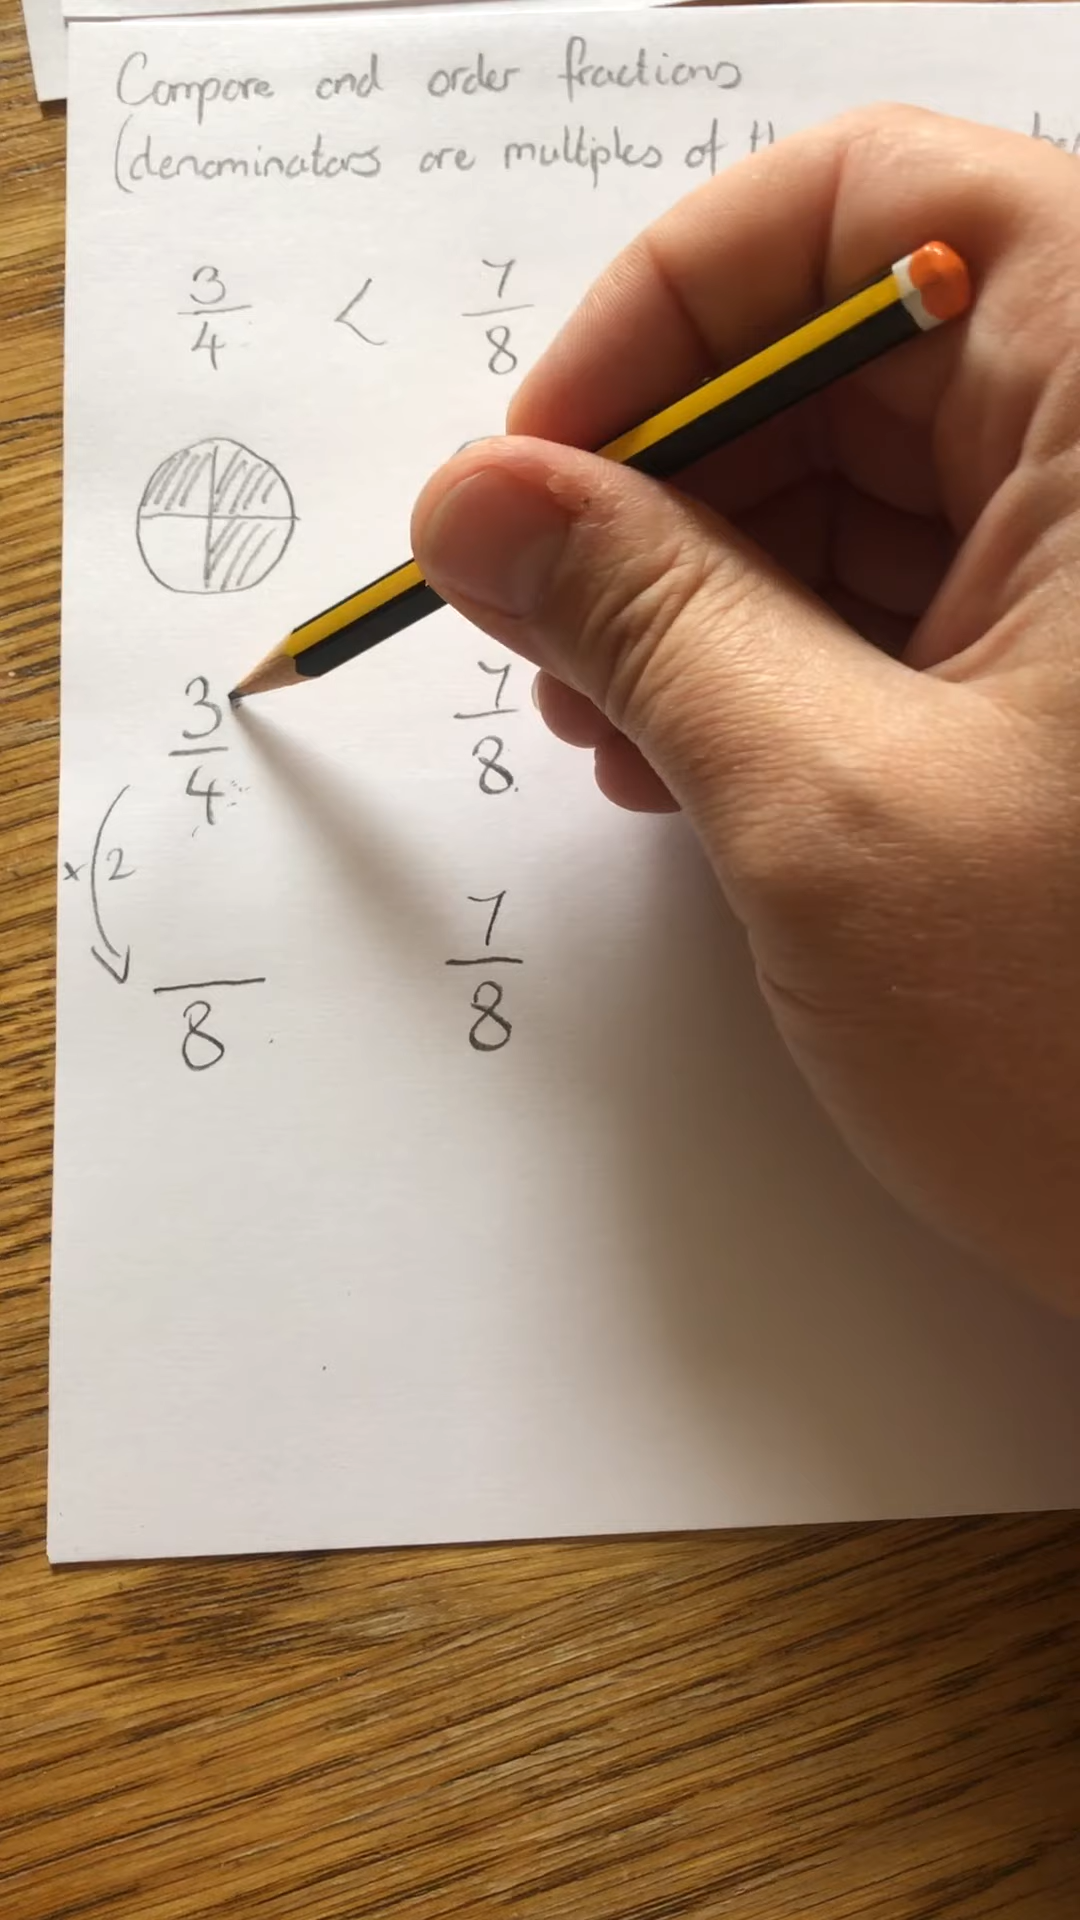 Compare and order fractions
(denominators are multiples of
3/4 < 7/8
3/4 7/8
x 2
7/8
8